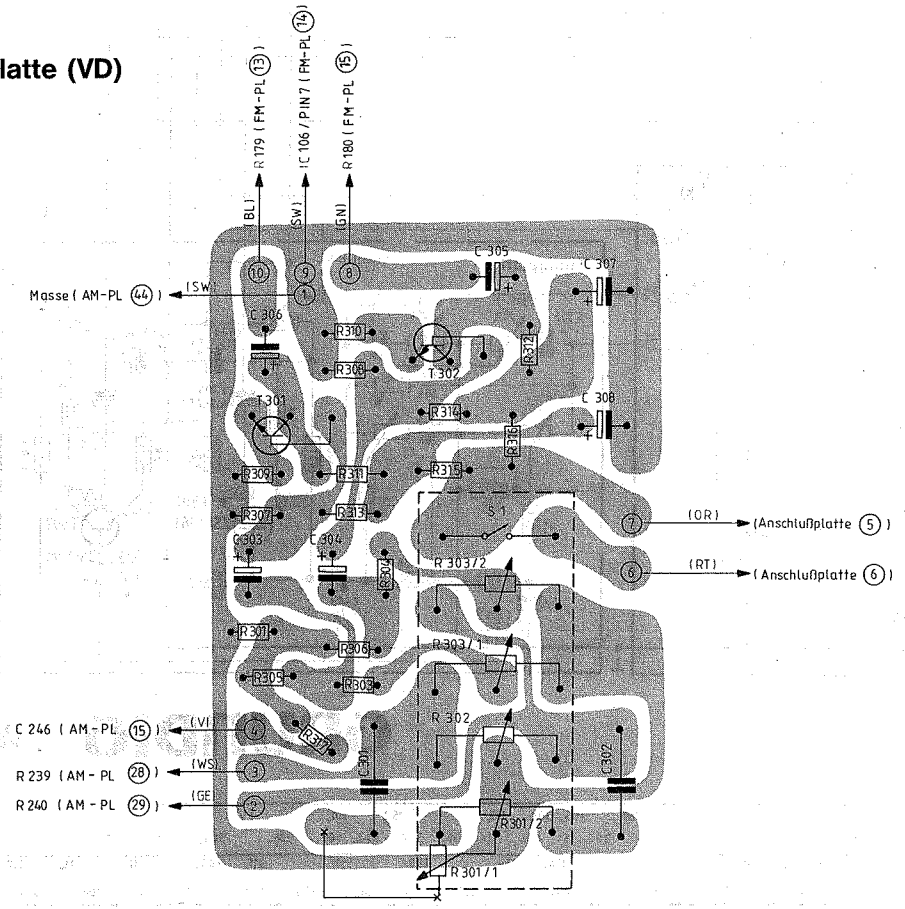 latte (VD)
R 179 ( FM-PL 13 )
IC 106 / PIN 7 ( FM-PL 14 )
R 180 ( FM-PL 15 )
(BL)
(SW)
(GN)
10
9
8
1
Masse ( AM-PL 44 )
(SW
C 305
C 307
C 306
R310
R308
T302
R312
T301
R314
C 308
R316
R309
R311
R315
R307
R313
S 1
7
(OR)
(Anschlußplatte 5 )
C303
C 304
R304
R 303/2
6
(RT)
(Anschlußplatte 6 )
R301
R306
R303/1
R305
R303
R 302
C 246 ( AM-PL 15 )
(VI)
4
R317
C301
C302
R 239 ( AM - PL 28 )
(WS)
3
R 240 ( AM - PL 29 )
(GE
2
R301/2
R 301/1